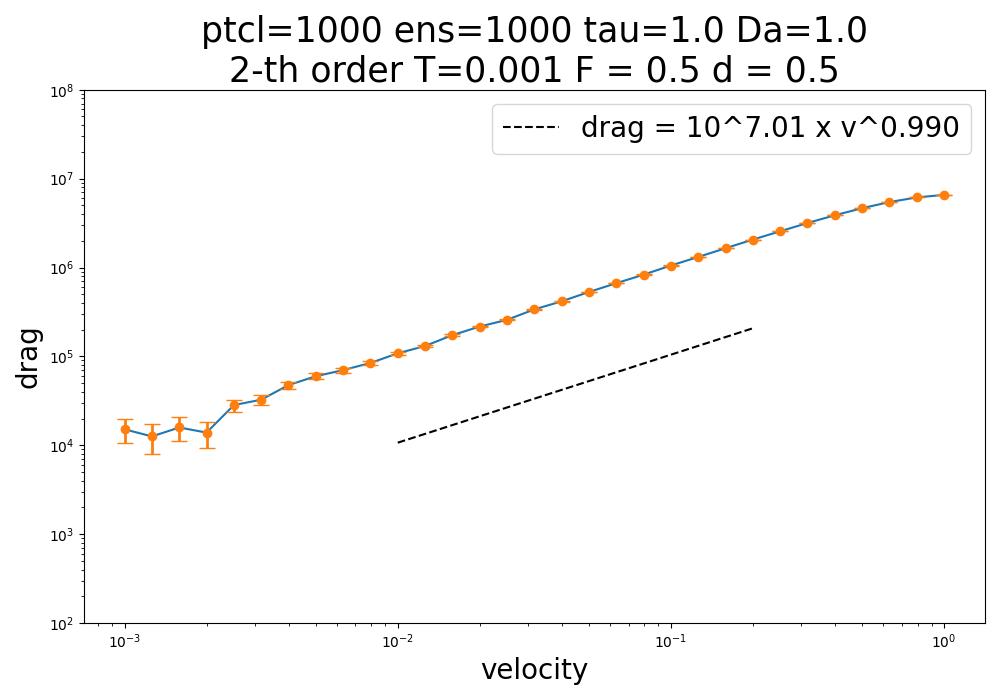 ptcl=1000 ens=1000 tau=1.0 Da=1.0
2-th order T=0.001 F = 0.5 d = 0.5
drag = 10^7.01 x v^0.990
drag
10^8
10^7
10^6
10^5
10^4
10^3
10^2
10^-3 10^-2 10^-1 10^0
velocity